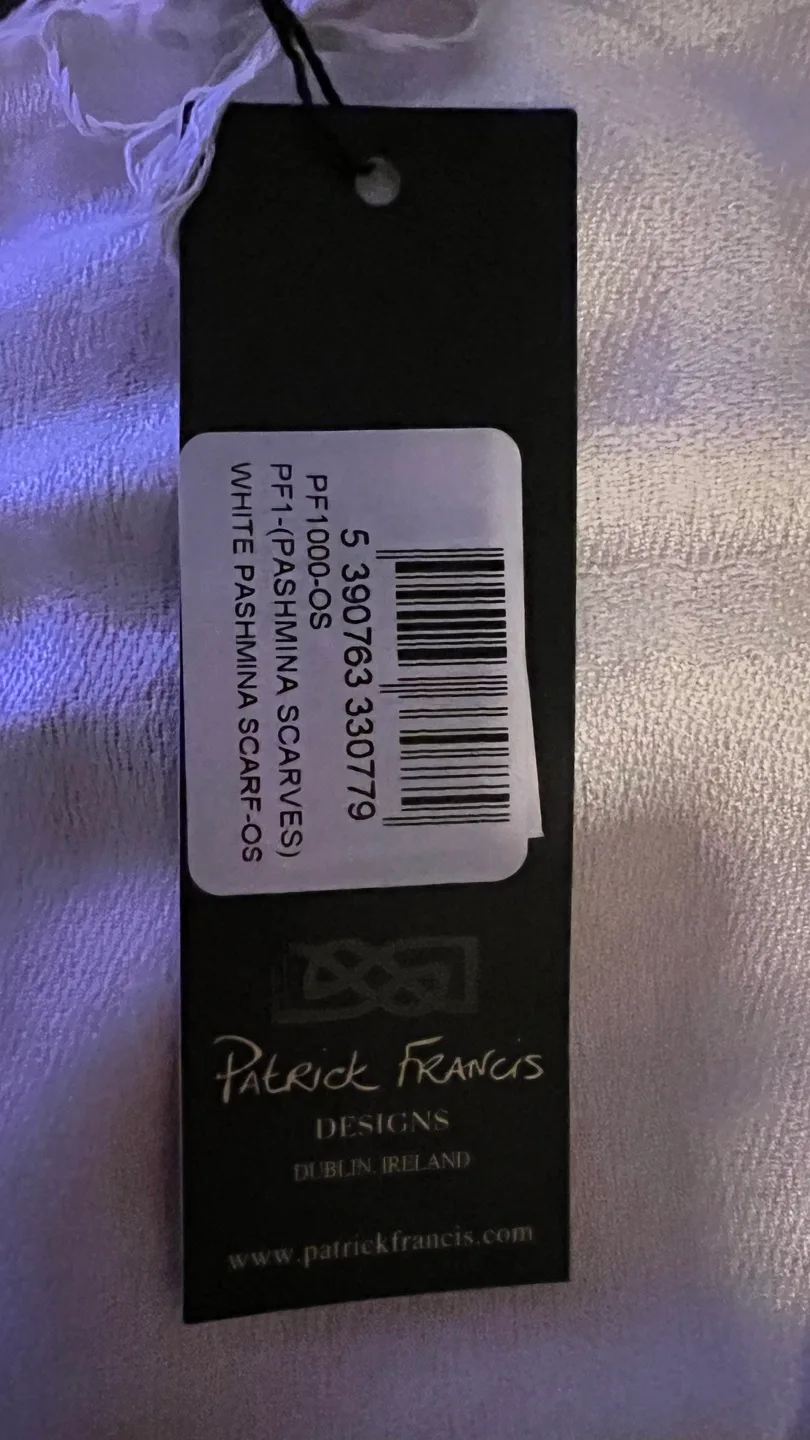 5 390763 330779
PF1000-OS
PF1-(PASHMINA SCARVES)
WHITE PASHMINA SCARF-OS
PATRICK FRANCIS
DESIGNS
DUBLIN, IRELAND
www.patrickfrancis.com